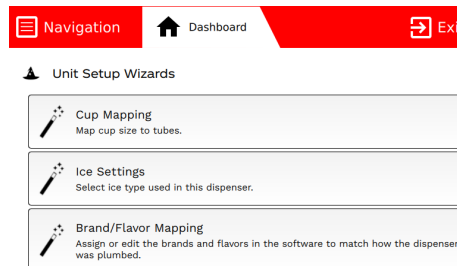 Navigation
Dashboard
Exi
Unit Setup Wizards
Cup Mapping
Map cup size to tubes.
Ice Settings
Select ice type used in this dispenser.
Brand/Flavor Mapping
Assign or edit the brands and flavors in the software to match how the dispenser
was plumbed.